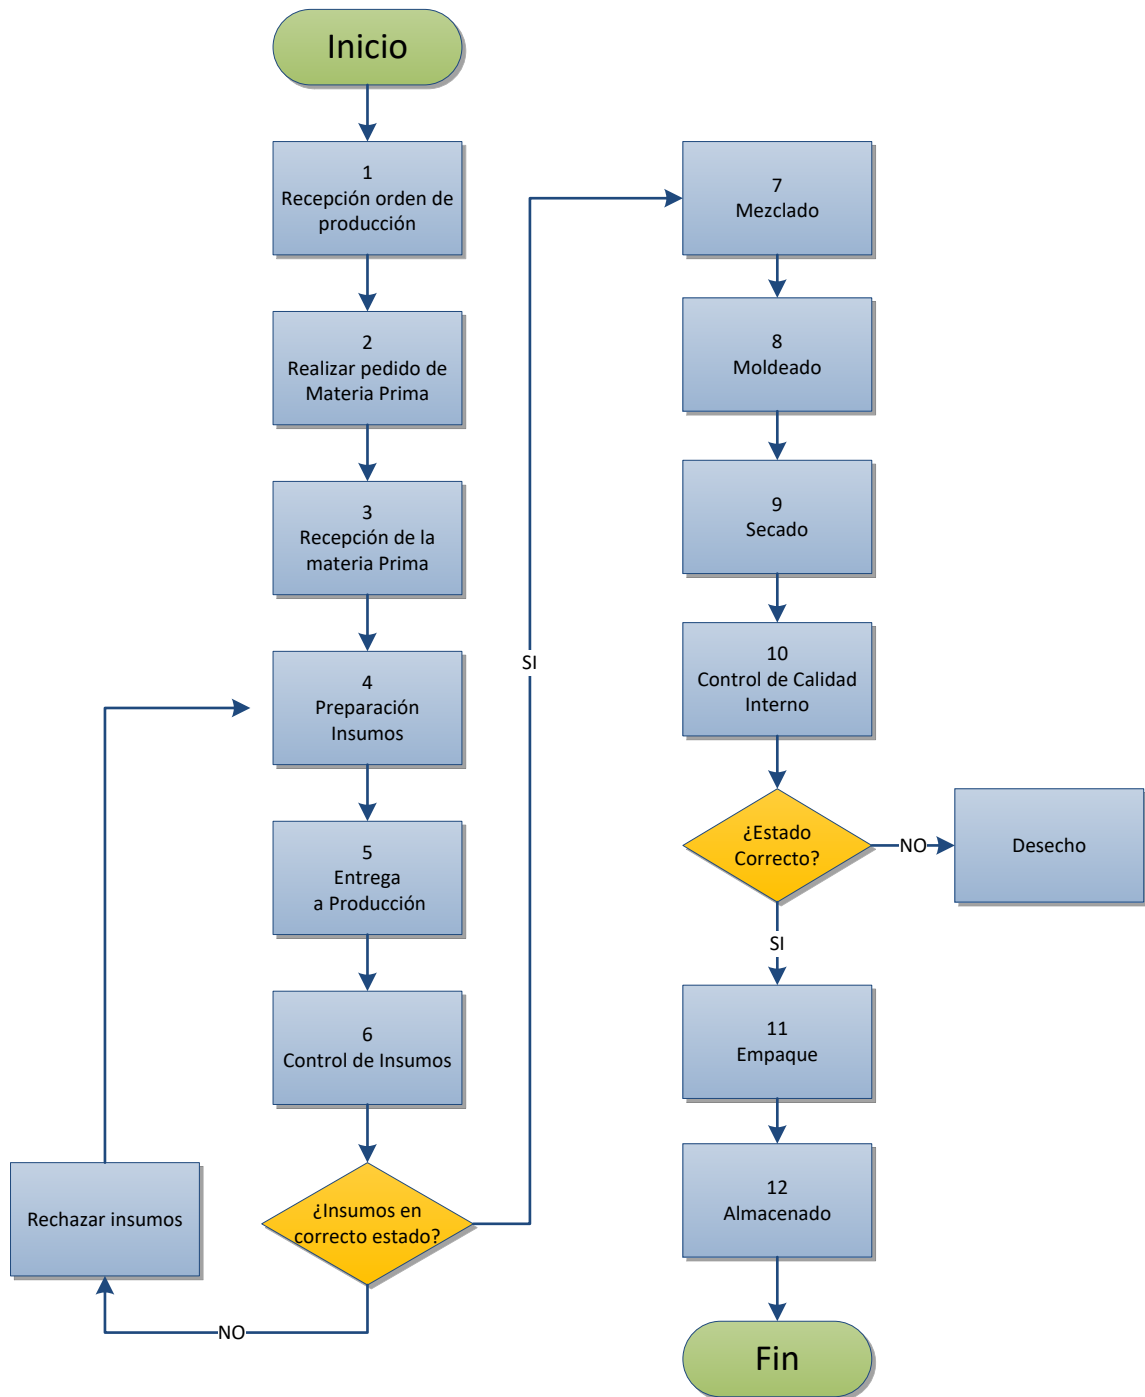 Inicio
1
Recepción orden de
producción
2
Realizar pedido de
Materia Prima
3
Recepción de la
materia Prima
4
Preparación
Insumos
5
Entrega
a Producción
6
Control de Insumos
¿Insumos en
correcto estado?
NO
Rechazar insumos
SI
7
Mezclado
8
Moldeado
9
Secado
10
Control de Calidad
Interno
¿Estado
Correcto?
NO
Desecho
SI
11
Empaque
12
Almacenado
Fin